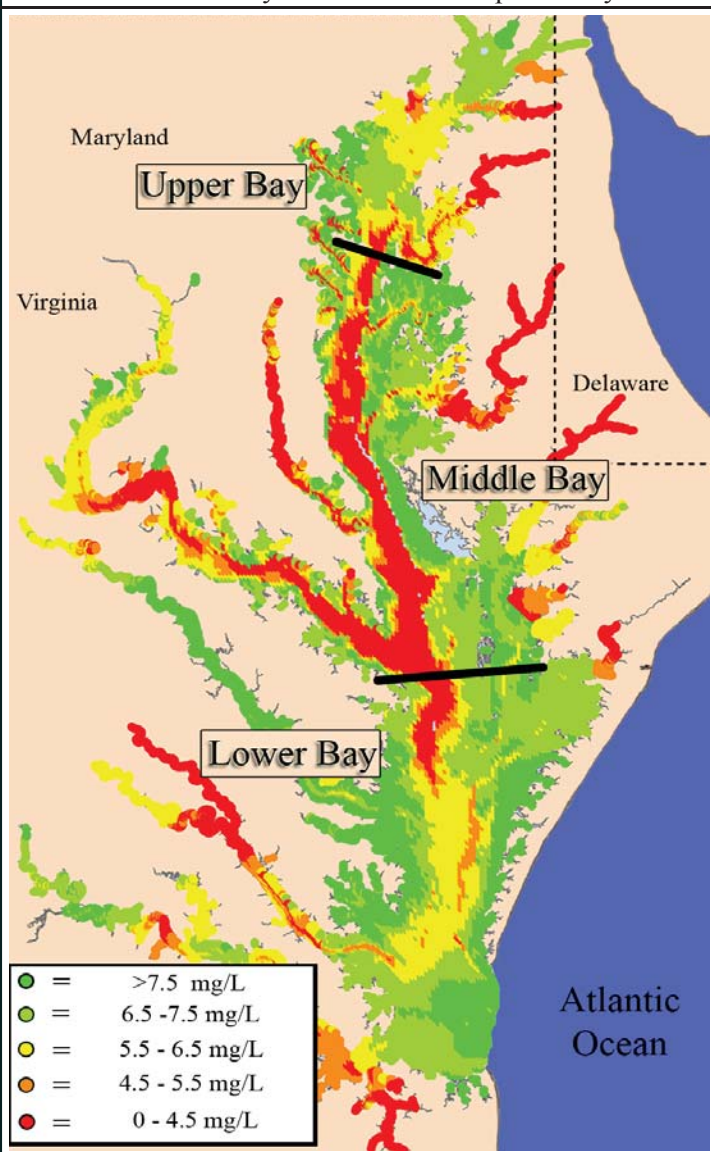 Maryland
Upper Bay
Virginia
Delaware
Middle Bay
Lower Bay
= >7.5 mg/L
= 6.5 -7.5 mg/L
= 5.5 - 6.5 mg/L
= 4.5 - 5.5 mg/L
= 0 - 4.5 mg/L
Atlantic
Ocean